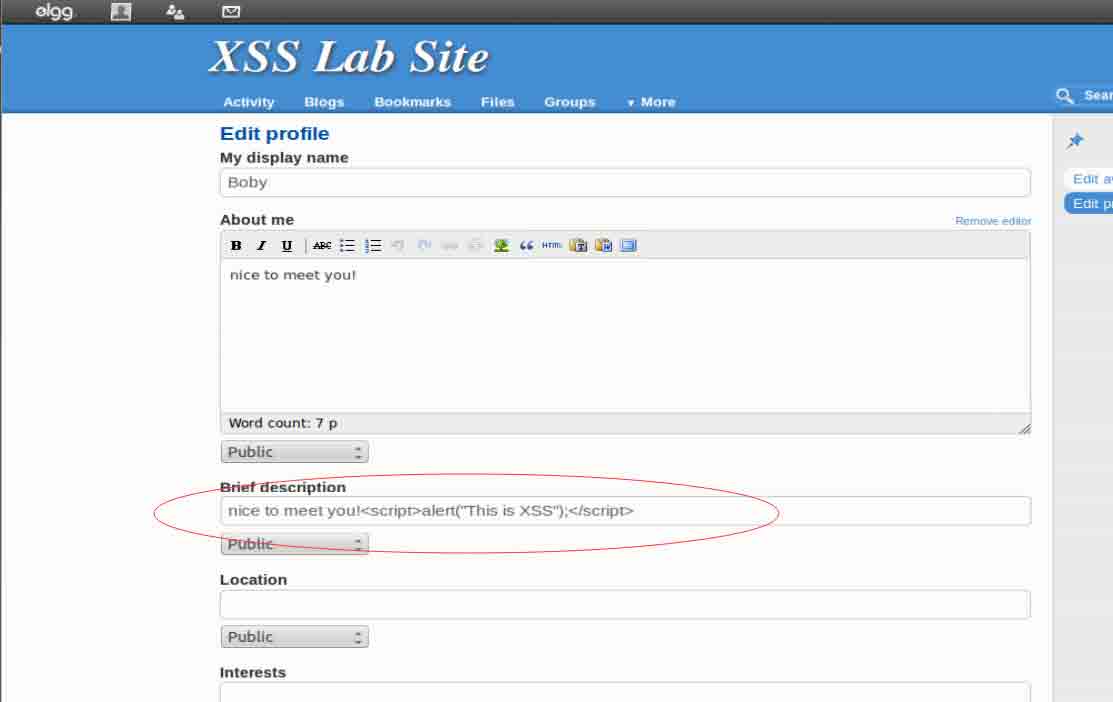 elgg
XSS Lab Site
Activity Blogs Bookmarks Files Groups ▼ More
Sear
Edit profile
My display name
Boby
About me
Remove editor
B I U ABC HTML
nice to meet you!
Word count: 7 p
Public
Brief description
nice to meet you!<script>alert("This is XSS");</script>
Public
Location
Public
Interests
Edit av
Edit pr